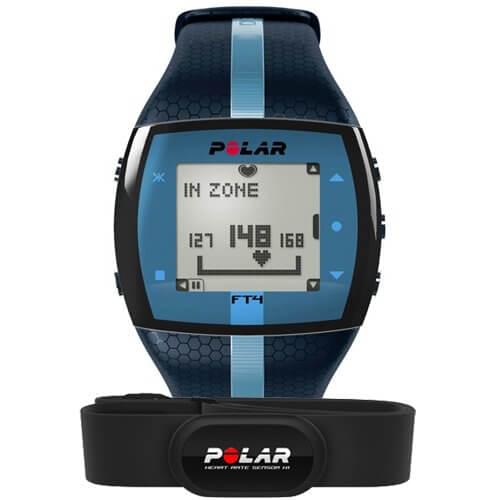 POLAR
IN ZONE
127 148 168
FT4
POLAR
HEART RATE SENSOR H1